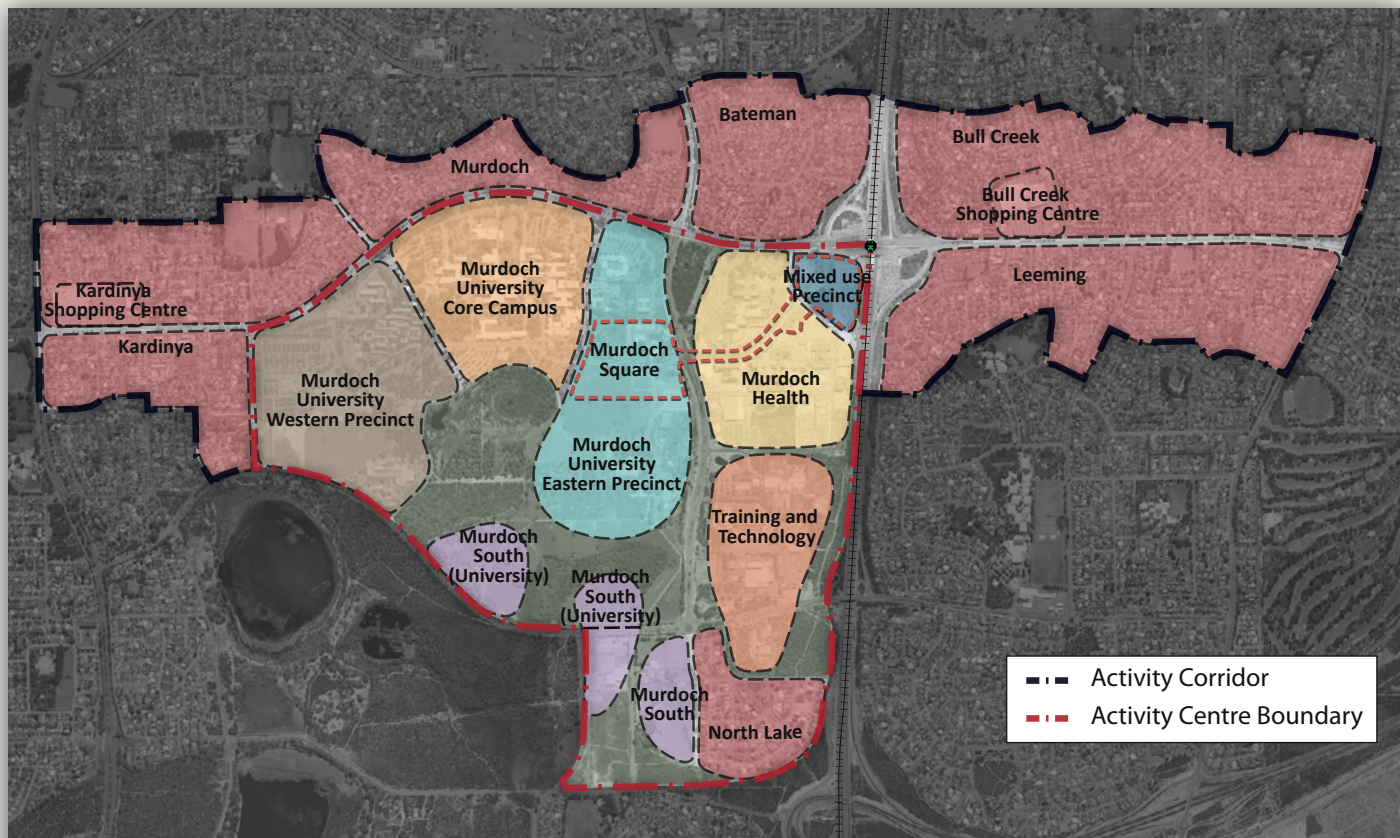 Bateman
Bull Creek
Murdoch
Bull Creek
Shopping Centre
Murdoch
University
Core Campus
Mixed use
Precinct
Leeming
Kardinya
Shopping Centre
Kardinya
Murdoch
Square
Murdoch
University
Western Precinct
Murdoch
Health
Murdoch
University
Eastern Precinct
Training and
Technology
Murdoch
South
(University)
Murdoch
South
(University)
Murdoch
South
North Lake
Activity Corridor
Activity Centre Boundary